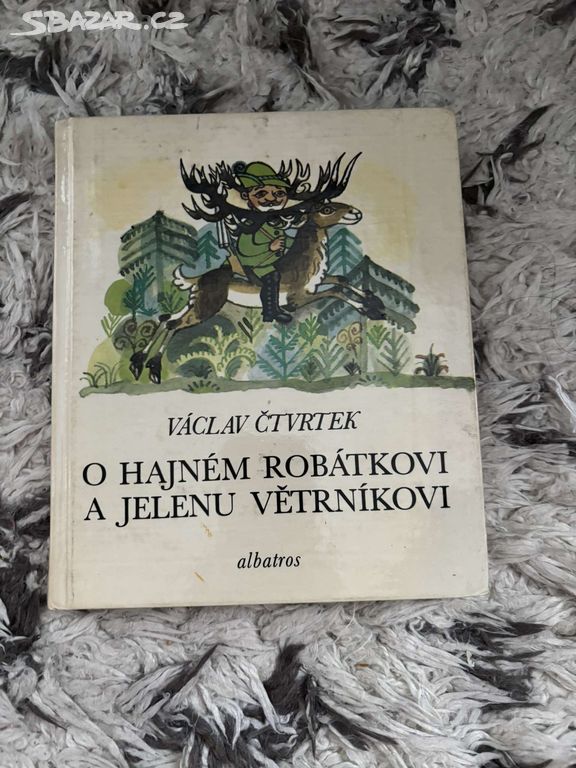 SBAZAR.CZ
VÁCLAV ČTVRTEK
O HAJNÉM ROBÁTKOVI
A JELENU VĚTRNÍKOVI
albatros